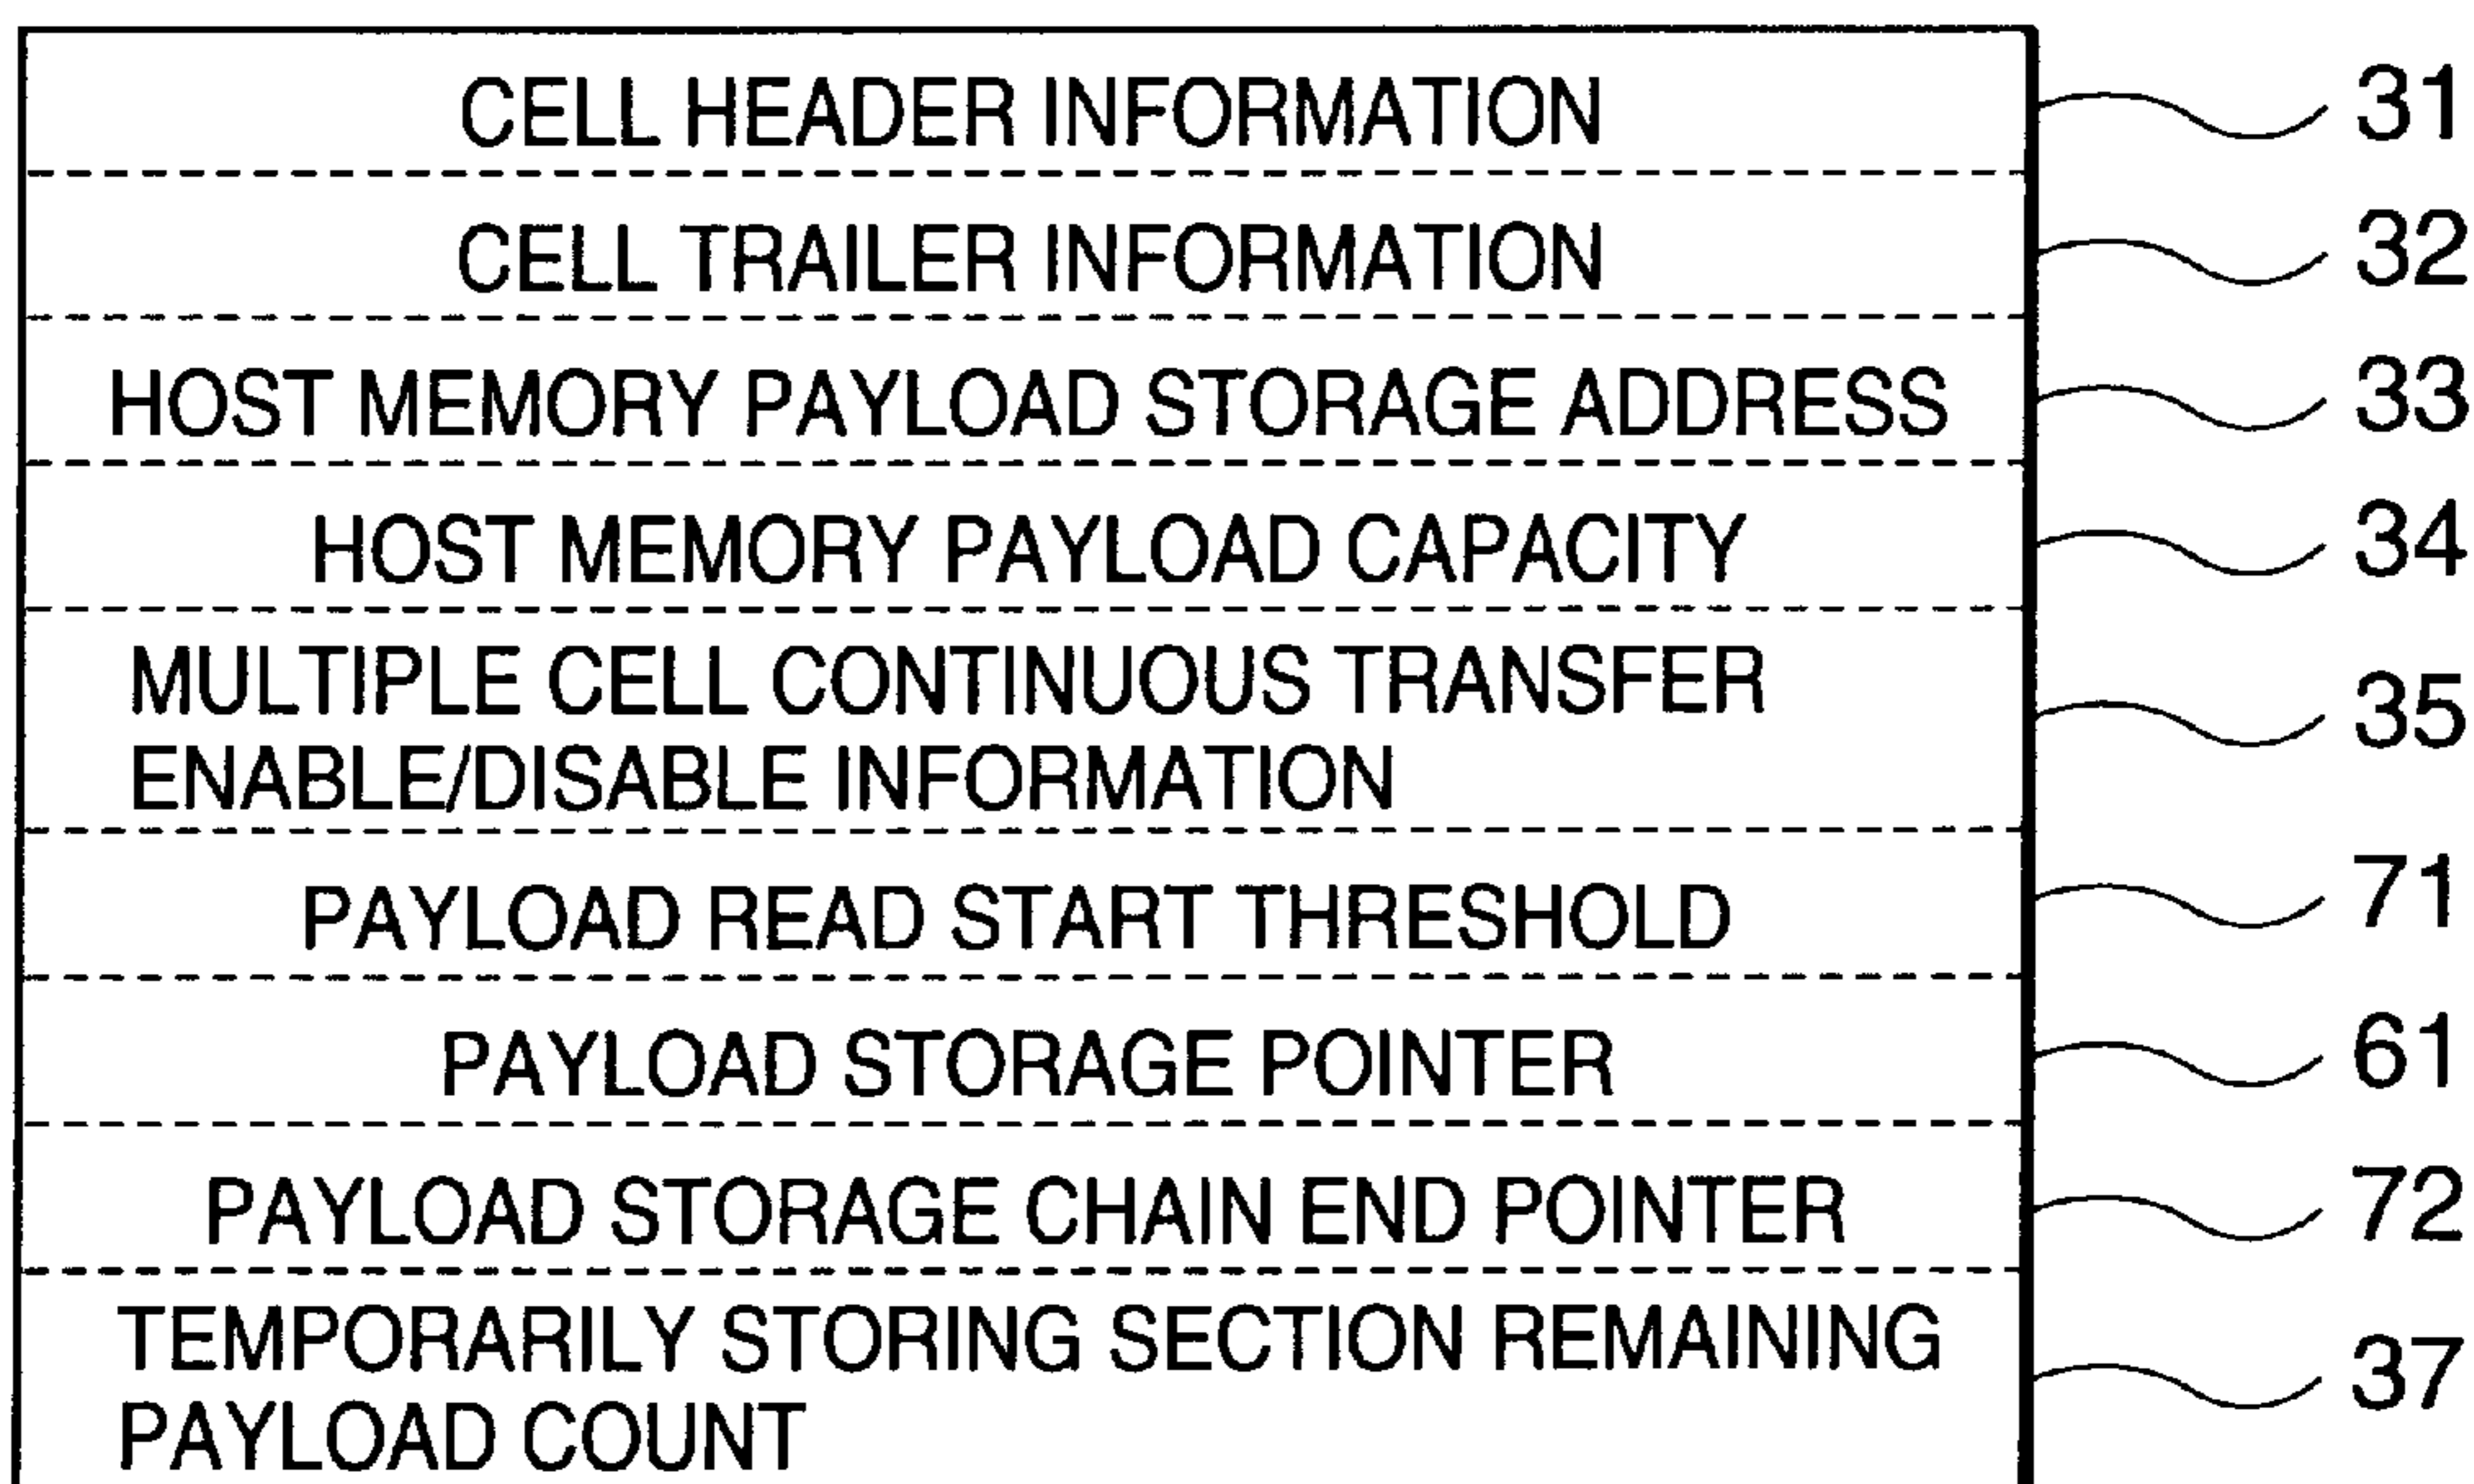 CELL HEADER INFORMATION 31
CELL TRAILER INFORMATION 32
HOST MEMORY PAYLOAD STORAGE ADDRESS 33
HOST MEMORY PAYLOAD CAPACITY 34
MULTIPLE CELL CONTINUOUS TRANSFER
ENABLE/DISABLE INFORMATION 35
PAYLOAD READ START THRESHOLD 71
PAYLOAD STORAGE POINTER 61
PAYLOAD STORAGE CHAIN END POINTER 72
TEMPORARILY STORING SECTION REMAINING
PAYLOAD COUNT 37